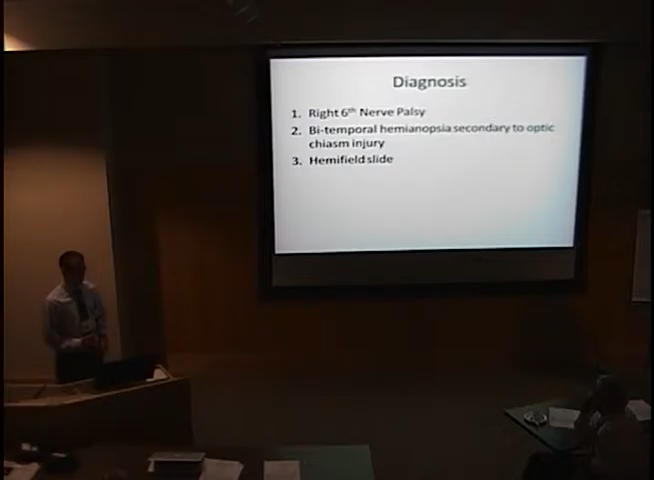 Diagnosis
1. Right 6th Nerve Palsy
2. Bi-temporal hemianopsia secondary to optic
chiasm injury
3. Hemifield slide